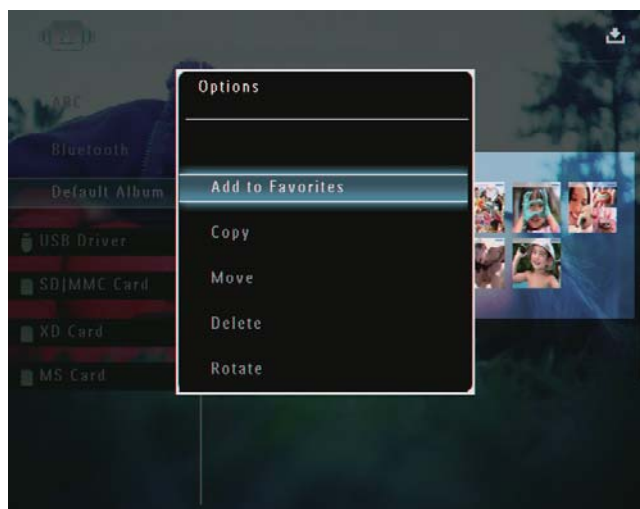 Options
Add to Favorites
Copy
Move
Delete
Rotate
ABC
Bluetooth
Default Album
USB Driver
SD|MMC Card
XD Card
MS Card